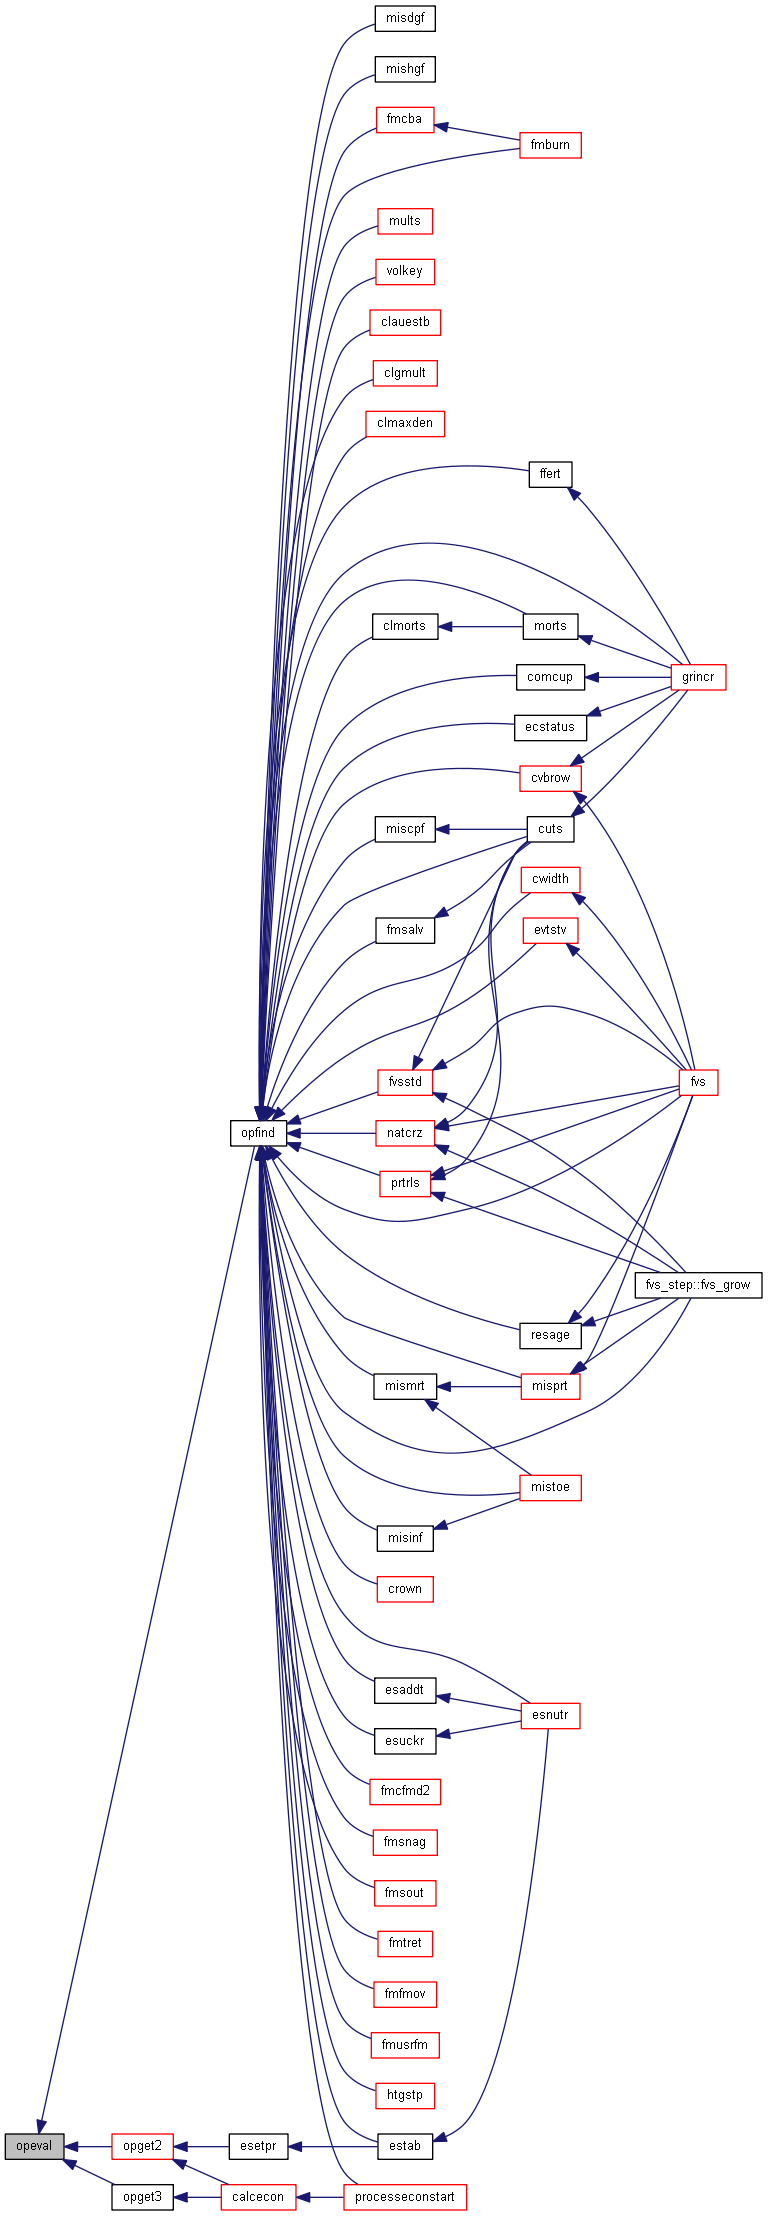 misdgf
mishgf
fmcba
fmburn
mults
volkey
clauestb
clgmult
clmaxden
ffert
clmorts
morts
comcup
grincr
ecstatus
cvbrow
miscpf
cuts
cwidth
fmsalv
evtstv
fvsstd
fvs
opfind
natcrz
prtrls
fvs_step::fvs_grow
resage
mismrt
misprt
mistoe
misinf
crown
esaddt
esnutr
esuckr
fmcfmd2
fmsnag
fmsout
fmtret
fmfmov
fmusrfm
htgstp
opeval
opget2
esetpr
estab
opget3
calcecon
processeconstart